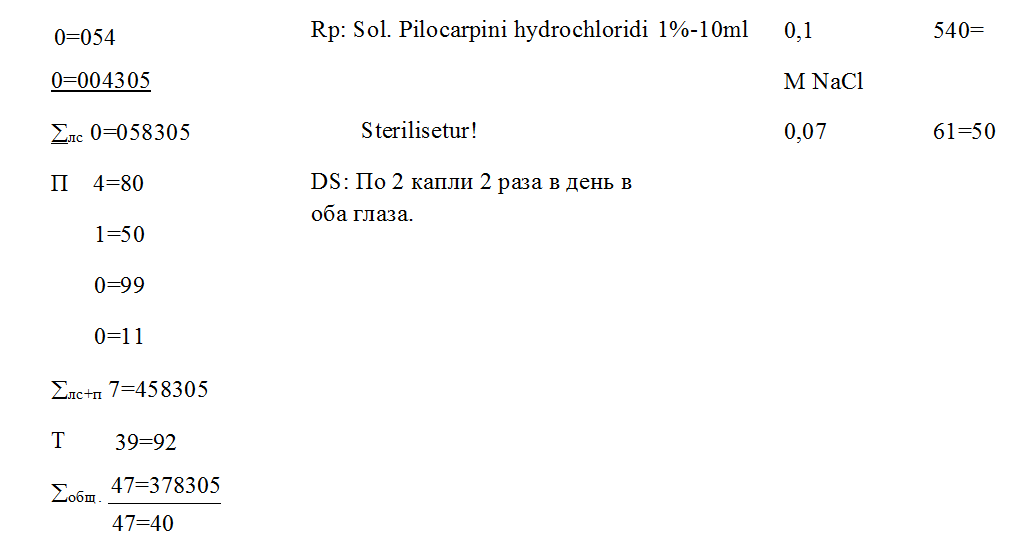 0=054 Rp: Sol. Pilocarpini hydrochloridi 1%-10ml 0,1 540=
0=004305 M NaCl
∑лс 0=058305 Sterilisetur! 0,07 61=50
П 4=80 DS: По 2 капли 2 раза в день в
оба глаза.
1=50
0=99
0=11
∑лс+п 7=458305
Т 39=92
∑общ. 47=378305
47=40